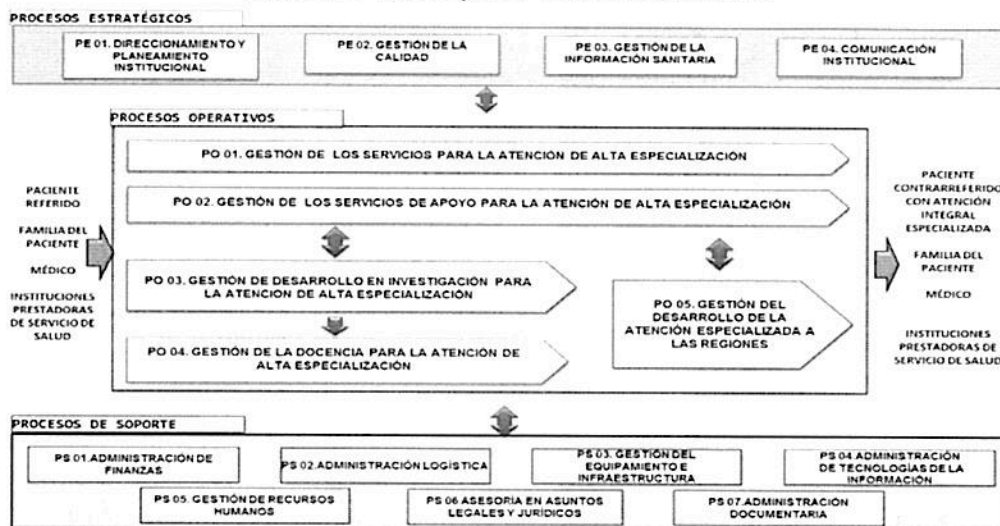 PROCESOS ESTRATÉGICOS
PE 01. DIRECCIONAMIENTO Y
PLANEAMIENTO
INSTITUCIONAL
PE 02. GESTIÓN DE LA
CALIDAD
PE 03. GESTIÓN DE LA
INFORMACIÓN SANITARIA
PE 04. COMUNICACIÓN
INSTITUCIONAL
PROCESOS OPERATIVOS
PO 01. GESTIÓN DE LOS SERVICIOS PARA LA ATENCIÓN DE ALTA ESPECIALIZACIÓN
PO 02. GESTIÓN DE LOS SERVICIOS DE APOYO PARA LA ATENCIÓN DE ALTA ESPECIALIZACIÓN
PACIENTE
REFERIDO
FAMILIA DEL
PACIENTE
MÉDICO
INSTITUCIONES
PRESTADORAS
DE SERVICIO DE
SALUD
PO 03. GESTIÓN DE DESARROLLO EN INVESTIGACIÓN PARA
LA ATENCION DE ALTA ESPECIALIZACIÓN
PO 04. GESTIÓN DE LA DOCENCIA PARA LA ATENCIÓN DE
ALTA ESPECIALIZACIÓN
PO 05. GESTIÓN DEL
DESARROLLO DE LA
ATENCIÓN ESPECIALIZADA A
LAS REGIONES
PACIENTE
CONTRARREFERIDO
CON ATENCIÓN
INTEGRAL
ESPECIALIZADA
FAMILIA DEL
PACIENTE
MÉDICO
INSTITUCIONES
PRESTADORAS DE
SERVICIO DE SALUD
PROCESOS DE SOPORTE
PS 01.ADMINISTRACIÓN DE
FINANZAS
PS 02.ADMINISTRACIÓN LOGÍSTICA
PS 03. GESTIÓN DEL
EQUIPAMIENTO E
INFRAESTRUCTURA
PS 04.ADMINISTRACIÓN
DE TECNOLOGÍAS DE LA
INFORMACIÓN
PS 05. GESTIÓN DE RECURSOS
HUMANOS
PS 06 ASESORÍA EN ASUNTOS
LEGALES Y JURÍDICOS
PS 07.ADMINISTRACIÓN
DOCUMENTARIA